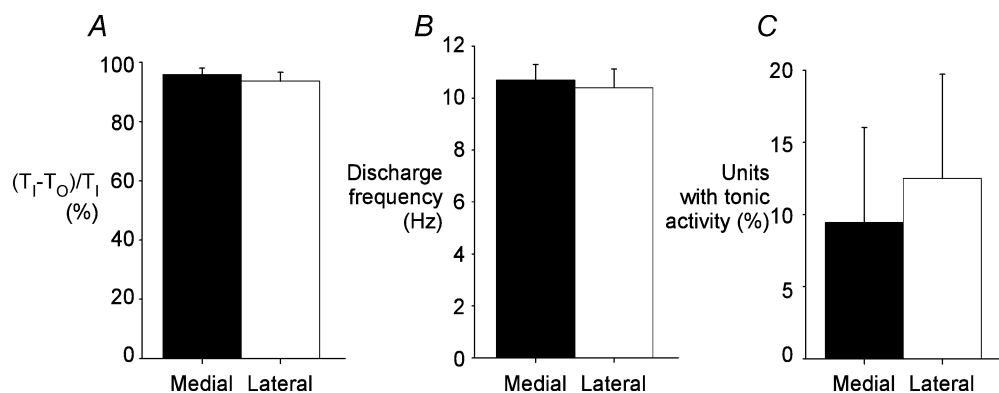 A
B
C
100
80
60
40
20
0
(TI-TO)/TI
(%)
Medial Lateral
12
10
8
6
4
2
0
Discharge
frequency
(Hz)
Medial Lateral
20
15
10
5
0
Units
with tonic
activity (%)
Medial Lateral